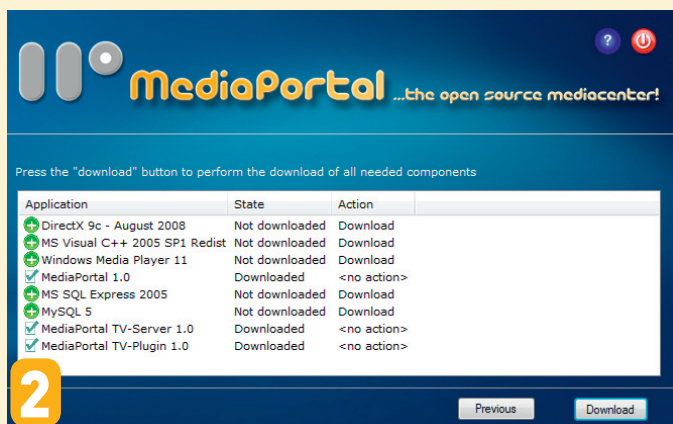 ?
MediaPortal ...the open source mediacenter!
Press the "download" button to perform the download of all needed components
Application State Action
DirectX 9c - August 2008 Not downloaded Download
MS Visual C++ 2005 SP1 Redist Not downloaded Download
Windows Media Player 11 Not downloaded Download
MediaPortal 1.0 Downloaded <no action>
MS SQL Express 2005 Not downloaded Download
MySQL 5 Not downloaded Download
MediaPortal TV-Server 1.0 Downloaded <no action>
MediaPortal TV-Plugin 1.0 Downloaded <no action>
2
Previous Download